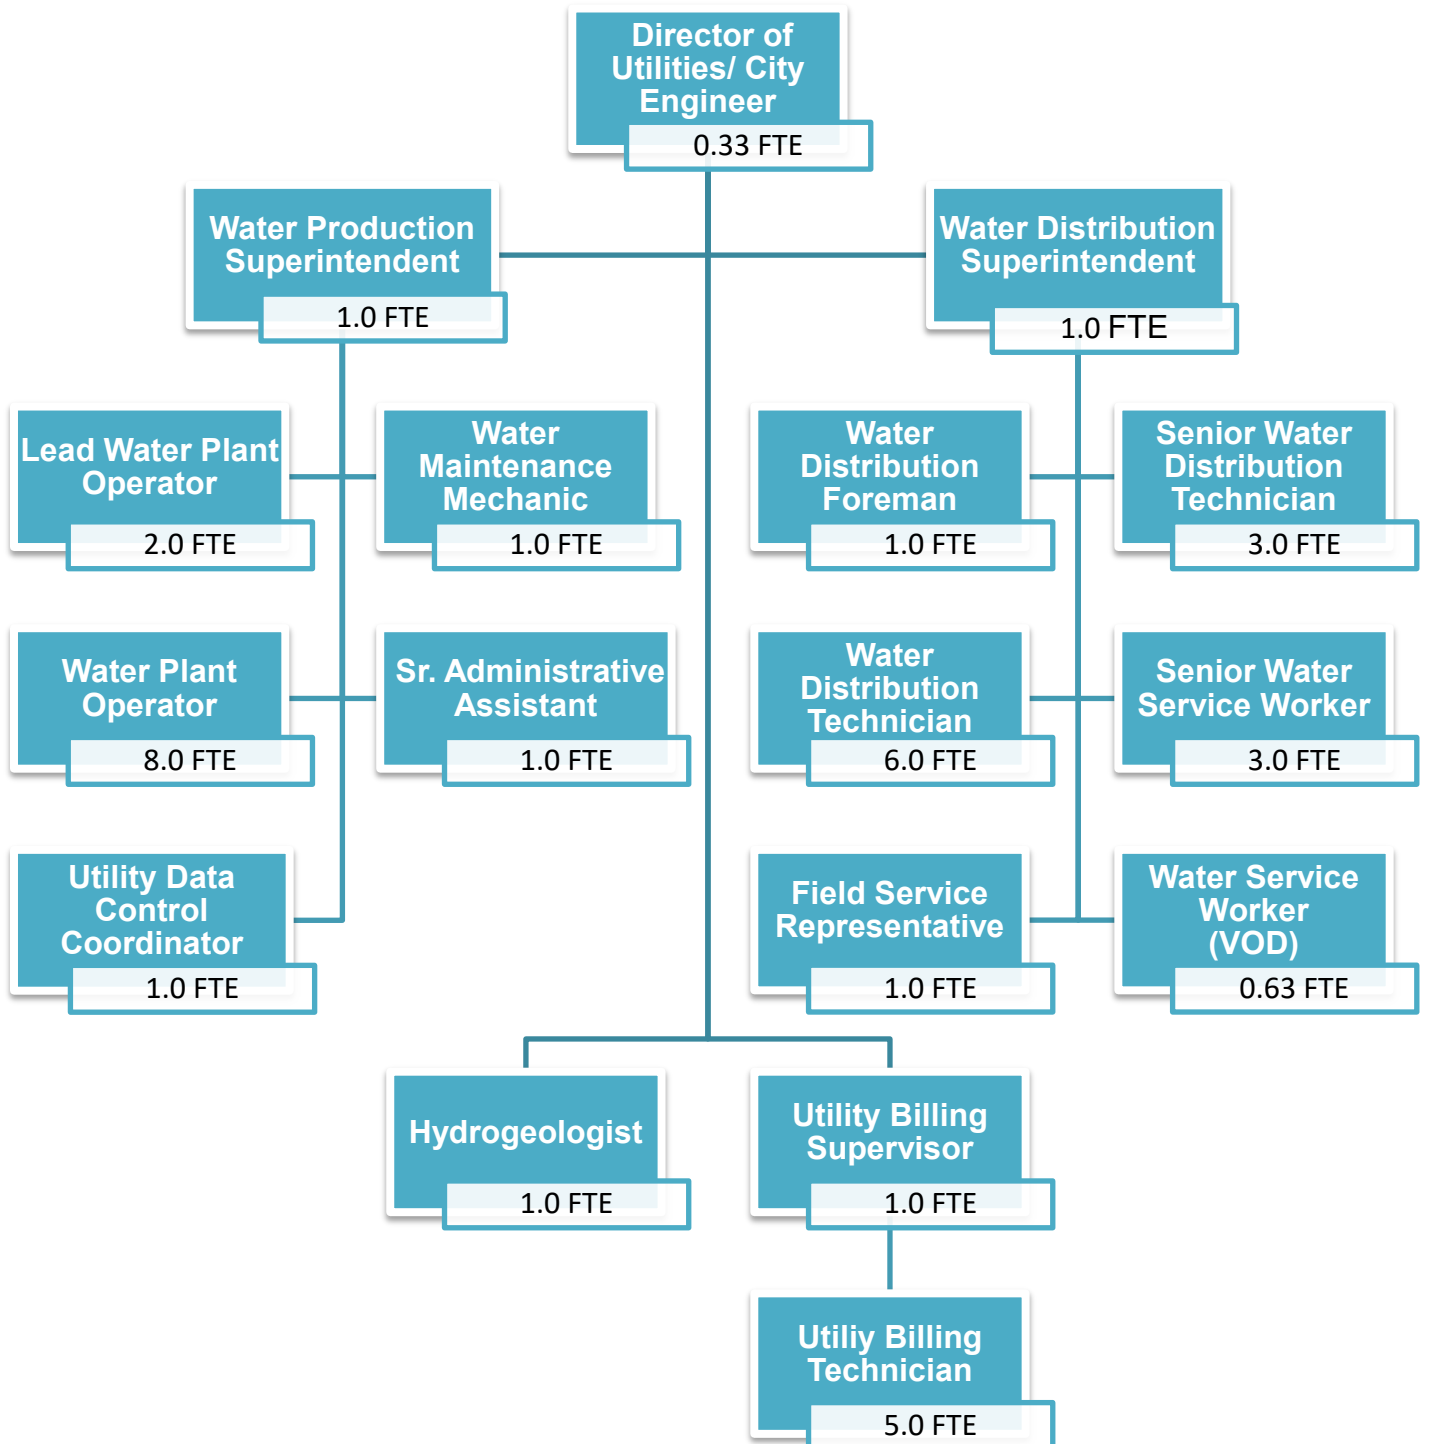 Director of
Utilities/ City
Engineer
0.33 FTE
Water Production
Superintendent
1.0 FTE
Water Distribution
Superintendent
1.0 FTE
Lead Water Plant
Operator
2.0 FTE
Water
Maintenance
Mechanic
1.0 FTE
Water
Distribution
Foreman
1.0 FTE
Senior Water
Distribution
Technician
3.0 FTE
Water Plant
Operator
8.0 FTE
Sr. Administrative
Assistant
1.0 FTE
Water
Distribution
Technician
6.0 FTE
Senior Water
Service Worker
3.0 FTE
Utility Data
Control
Coordinator
1.0 FTE
Field Service
Representative
1.0 FTE
Water Service
Worker
(VOD)
0.63 FTE
Hydrogeologist
1.0 FTE
Utility Billing
Supervisor
1.0 FTE
Utiliy Billing
Technician
5.0 FTE